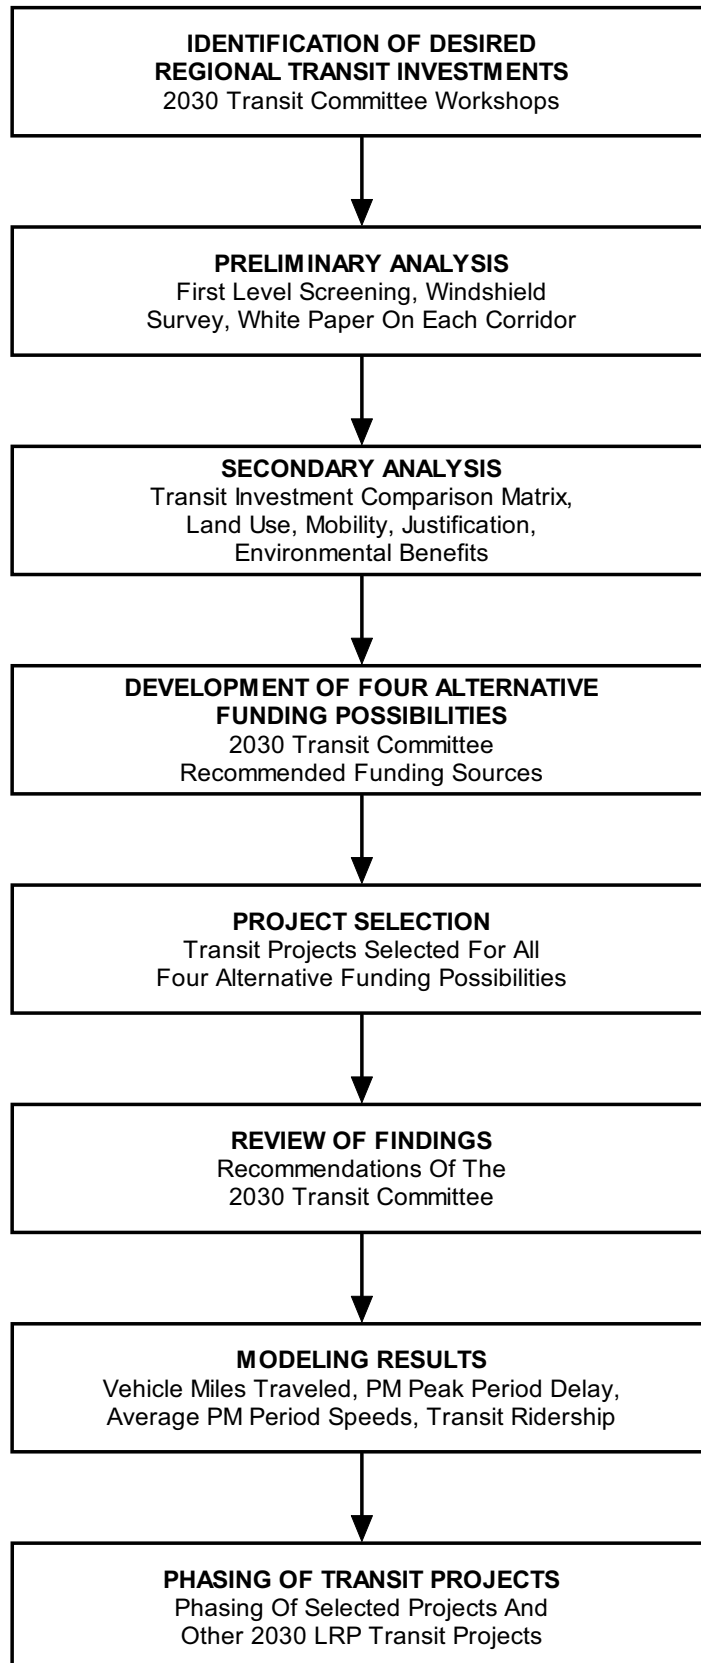 IDENTIFICATION OF DESIRED
REGIONAL TRANSIT INVESTMENTS
2030 Transit Committee Workshops
PRELIMINARY ANALYSIS
First Level Screening, Windshield
Survey, White Paper On Each Corridor
SECONDARY ANALYSIS
Transit Investment Comparison Matrix,
Land Use, Mobility, Justification,
Environmental Benefits
DEVELOPMENT OF FOUR ALTERNATIVE
FUNDING POSSIBILITIES
2030 Transit Committee
Recommended Funding Sources
PROJECT SELECTION
Transit Projects Selected For All
Four Alternative Funding Possibilities
REVIEW OF FINDINGS
Recommendations Of The
2030 Transit Committee
MODELING RESULTS
Vehicle Miles Traveled, PM Peak Period Delay,
Average PM Period Speeds, Transit Ridership
PHASING OF TRANSIT PROJECTS
Phasing Of Selected Projects And
Other 2030 LRP Transit Projects